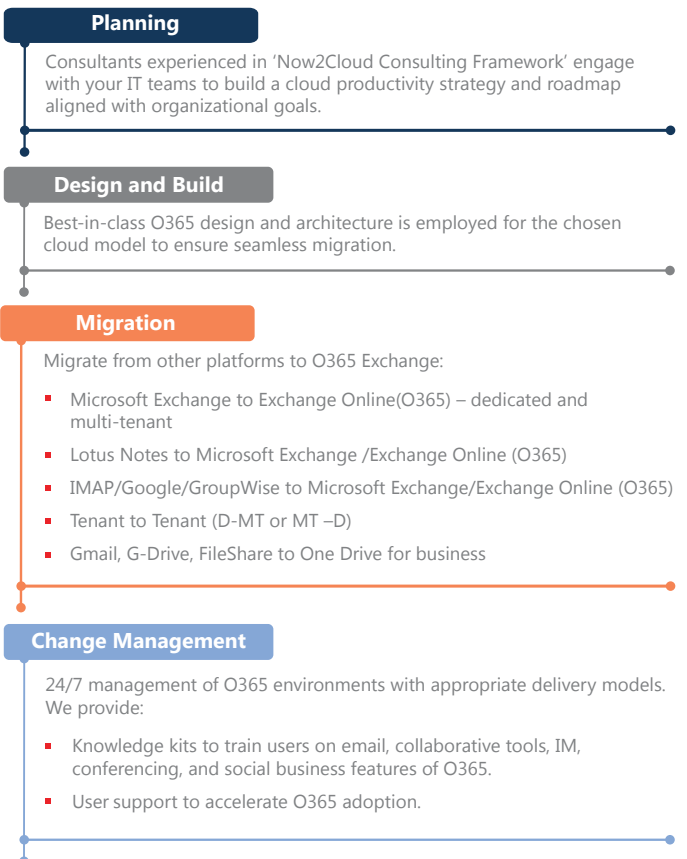 Planning
Consultants experienced in ‘Now2Cloud Consulting Framework’ engage
with your IT teams to build a cloud productivity strategy and roadmap
aligned with organizational goals.
Design and Build
Best-in-class O365 design and architecture is employed for the chosen
cloud model to ensure seamless migration.
Migration
Migrate from other platforms to O365 Exchange:
Microsoft Exchange to Exchange Online(O365) – dedicated and
multi-tenant
Lotus Notes to Microsoft Exchange /Exchange Online (O365)
IMAP/Google/GroupWise to Microsoft Exchange/Exchange Online (O365)
Tenant to Tenant (D-MT or MT –D)
Gmail, G-Drive, FileShare to One Drive for business
Change Management
24/7 management of O365 environments with appropriate delivery models.
We provide:
Knowledge kits to train users on email, collaborative tools, IM,
conferencing, and social business features of O365.
User support to accelerate O365 adoption.